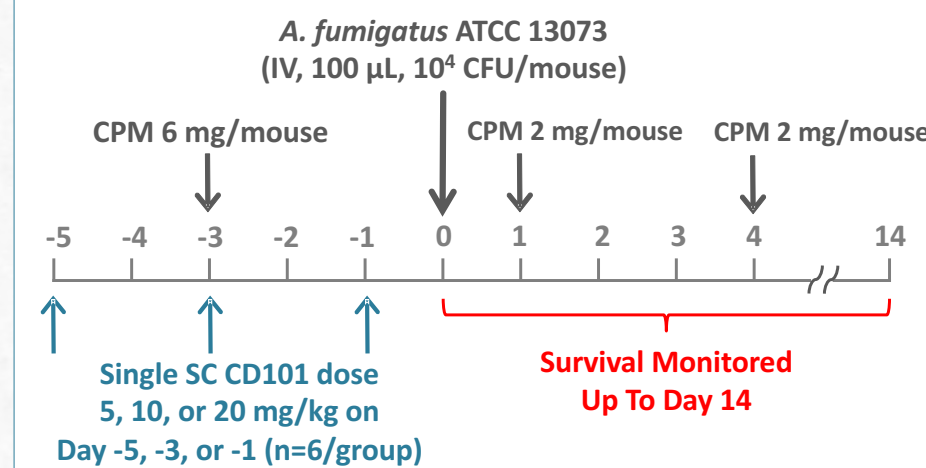 A. fumigatus ATCC 13073
(IV, 100 µL, 10⁴ CFU/mouse)
CPM 6 mg/mouse
CPM 2 mg/mouse
CPM 2 mg/mouse
-5 -4 -3 -2 -1 0 1 2 3 4 14
Single SC CD101 dose
5, 10, or 20 mg/kg on
Day -5, -3, or -1 (n=6/group)
Survival Monitored
Up To Day 14